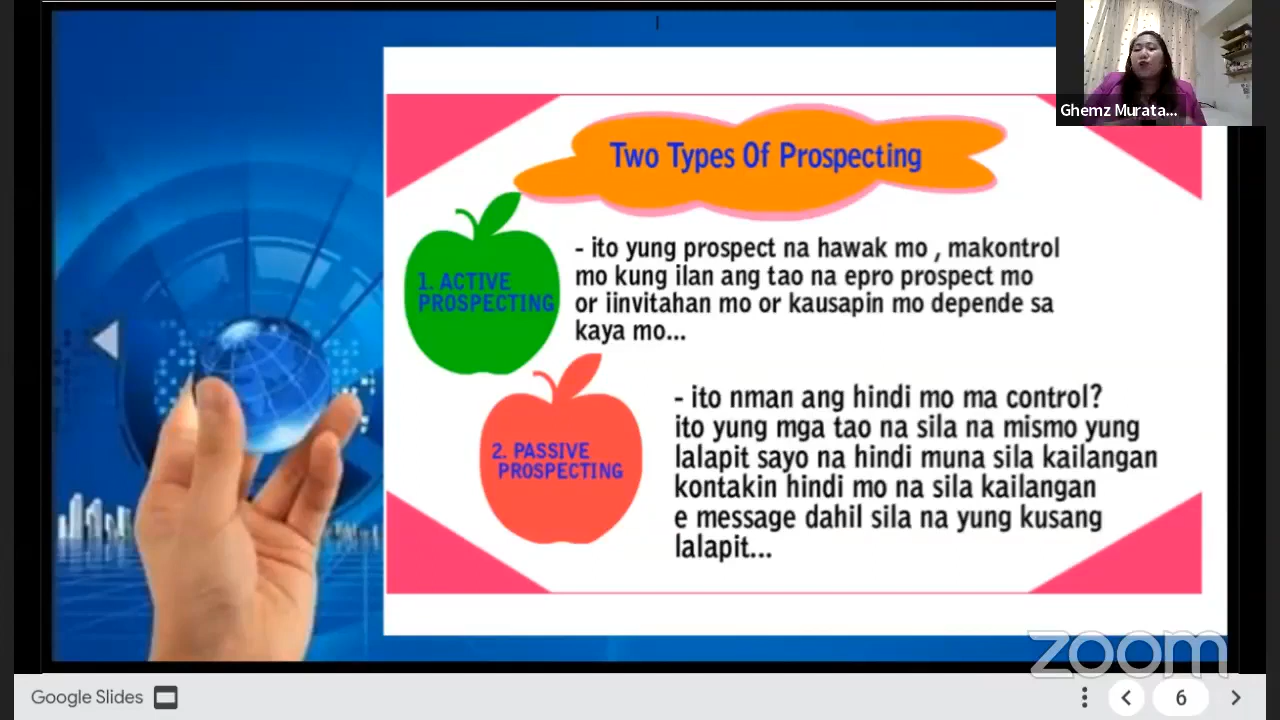 Ghemz Murata...
Two Types Of Prospecting
1. ACTIVE
PROSPECTING
- ito yung prospect na hawak mo , makontrol
mo kung ilan ang tao na epro prospect mo
or iinvitahan mo or kausapin mo depende sa
kaya mo...
2. PASSIVE
PROSPECTING
- ito nman ang hindi mo ma control?
ito yung mga tao na sila na mismo yung
lalapit sayo na hindi muna sila kailangan
kontakin hindi mo na sila kailangan
e message dahil sila na yung kusang
lalapit...
zoom
Google Slides
6